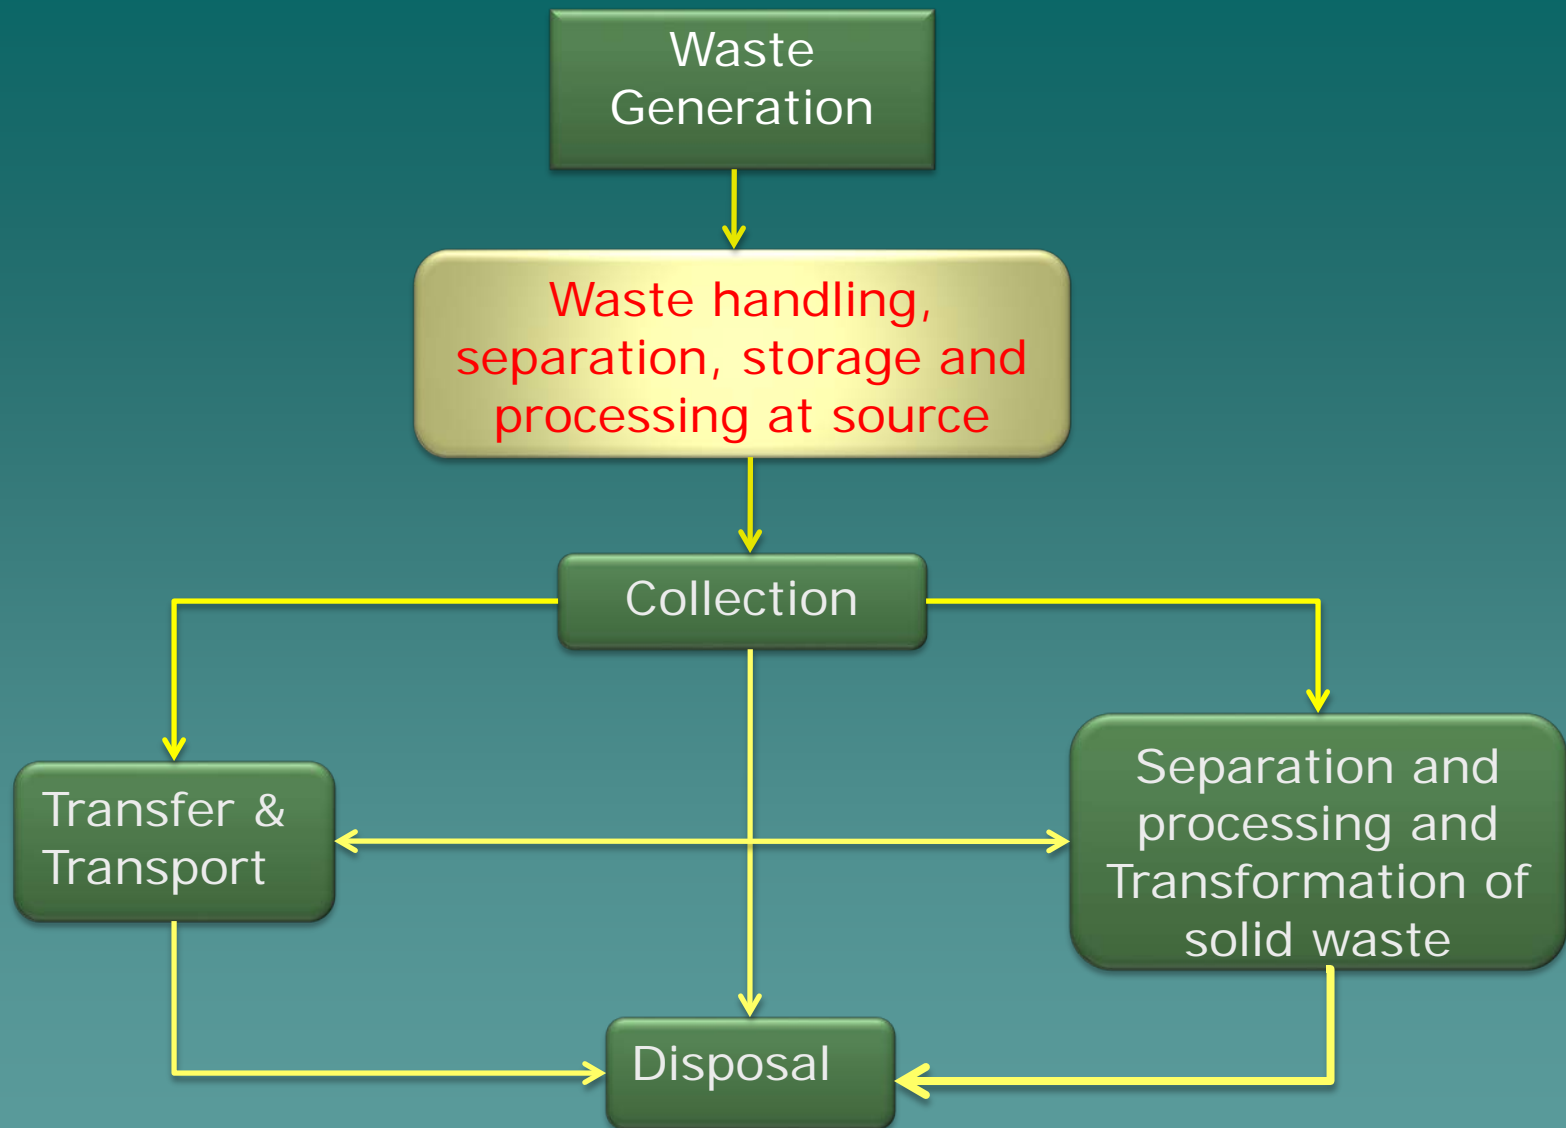 Waste
Generation
Waste handling,
separation, storage and
processing at source
Collection
Transfer &
Transport
Separation and
processing and
Transformation of
solid waste
Disposal